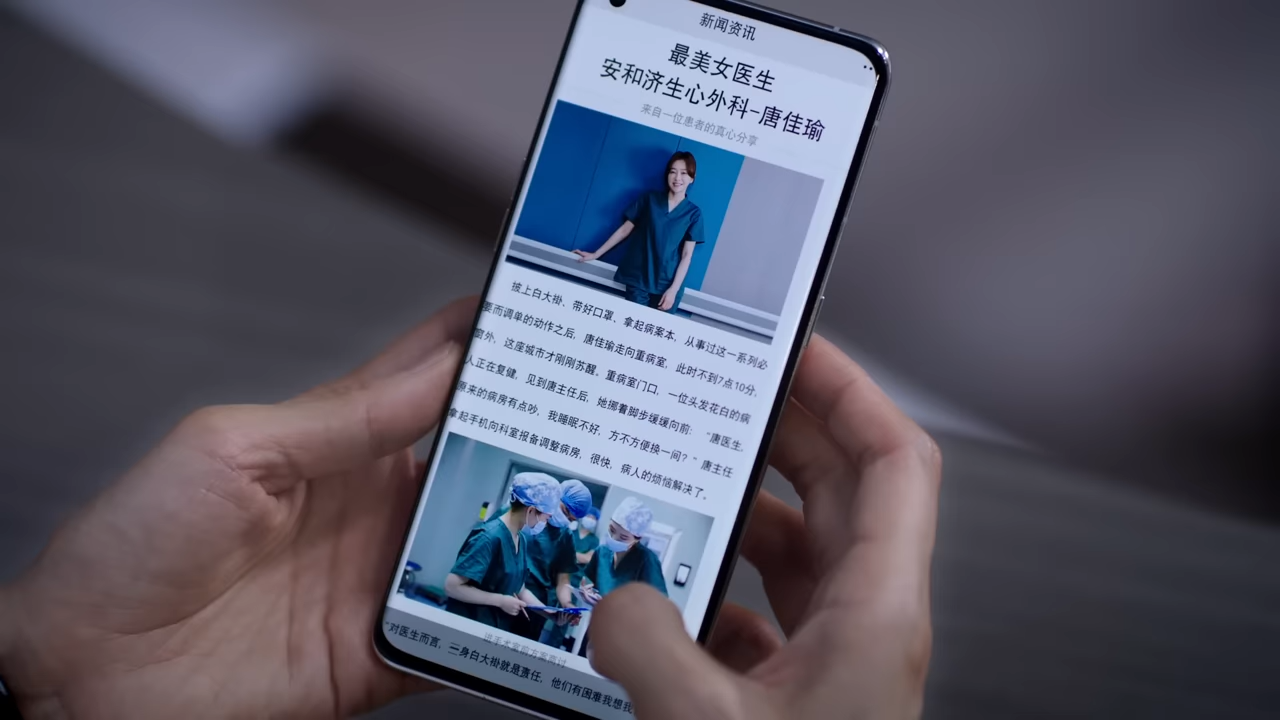 新闻资讯
最美女医生
安和济生心外科-唐佳瑜
来自一位患者的真心分享
披上白大褂、带好口罩、拿起病案本，从事过这一系列必
要而调单的动作之后，唐佳瑜走向重病室，此时不到7点10分，
窗外，这座城市才刚刚苏醒。重病室门口，一位头发花白的病
人正在复健，见到唐主任后，她挪着脚步缓缓向前：“唐医生，
原来的病房有点吵，我睡眠不好，方不方便换一间？”唐主任
拿起手机向科室报备调整病房，很快，病人的烦恼解决了。
进手术室前方案商讨
“对医生而言，三身白大褂就是责任，他们有困难我想我